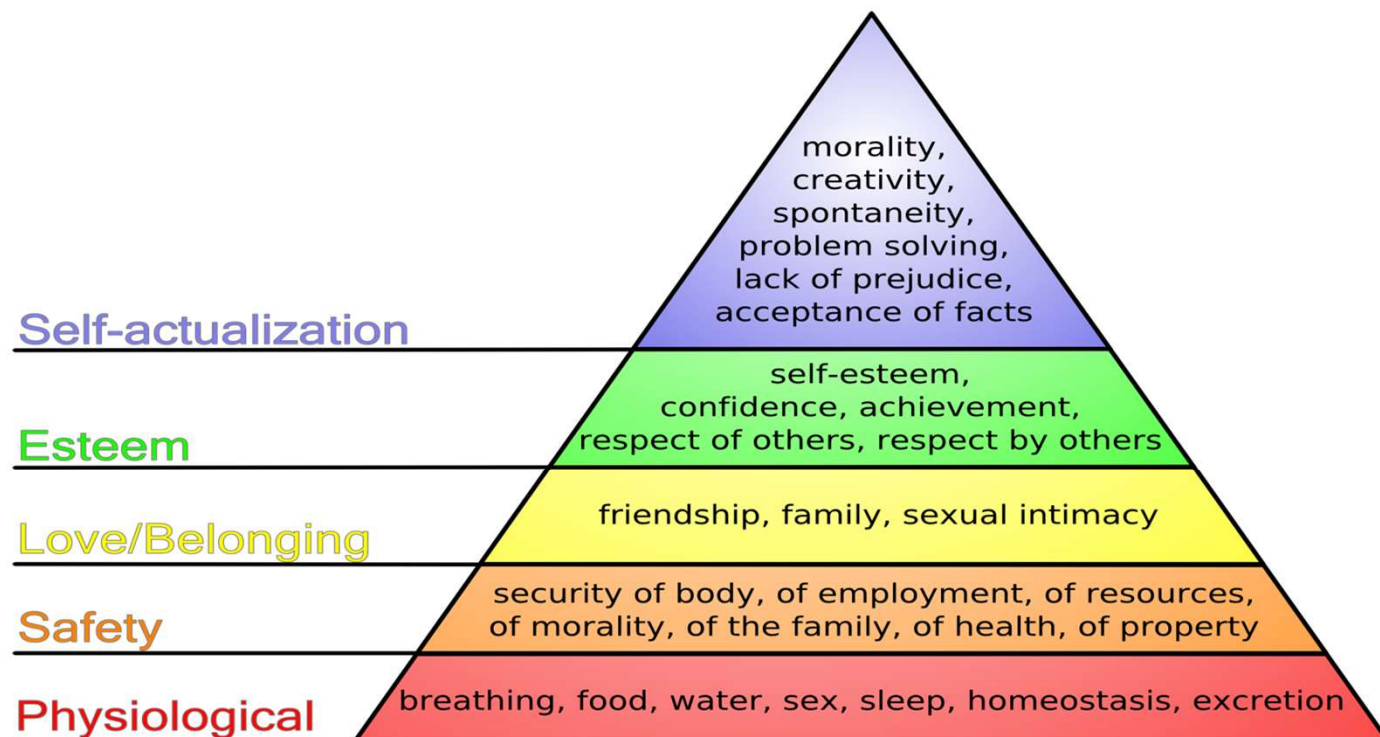 morality,
creativity,
spontaneity,
problem solving,
lack of prejudice,
acceptance of facts
Self-actualization
self-esteem,
confidence, achievement,
respect of others, respect by others
Esteem
friendship, family, sexual intimacy
Love/Belonging
security of body, of employment, of resources,
of morality, of the family, of health, of property
Safety
breathing, food, water, sex, sleep, homeostasis, excretion
Physiological